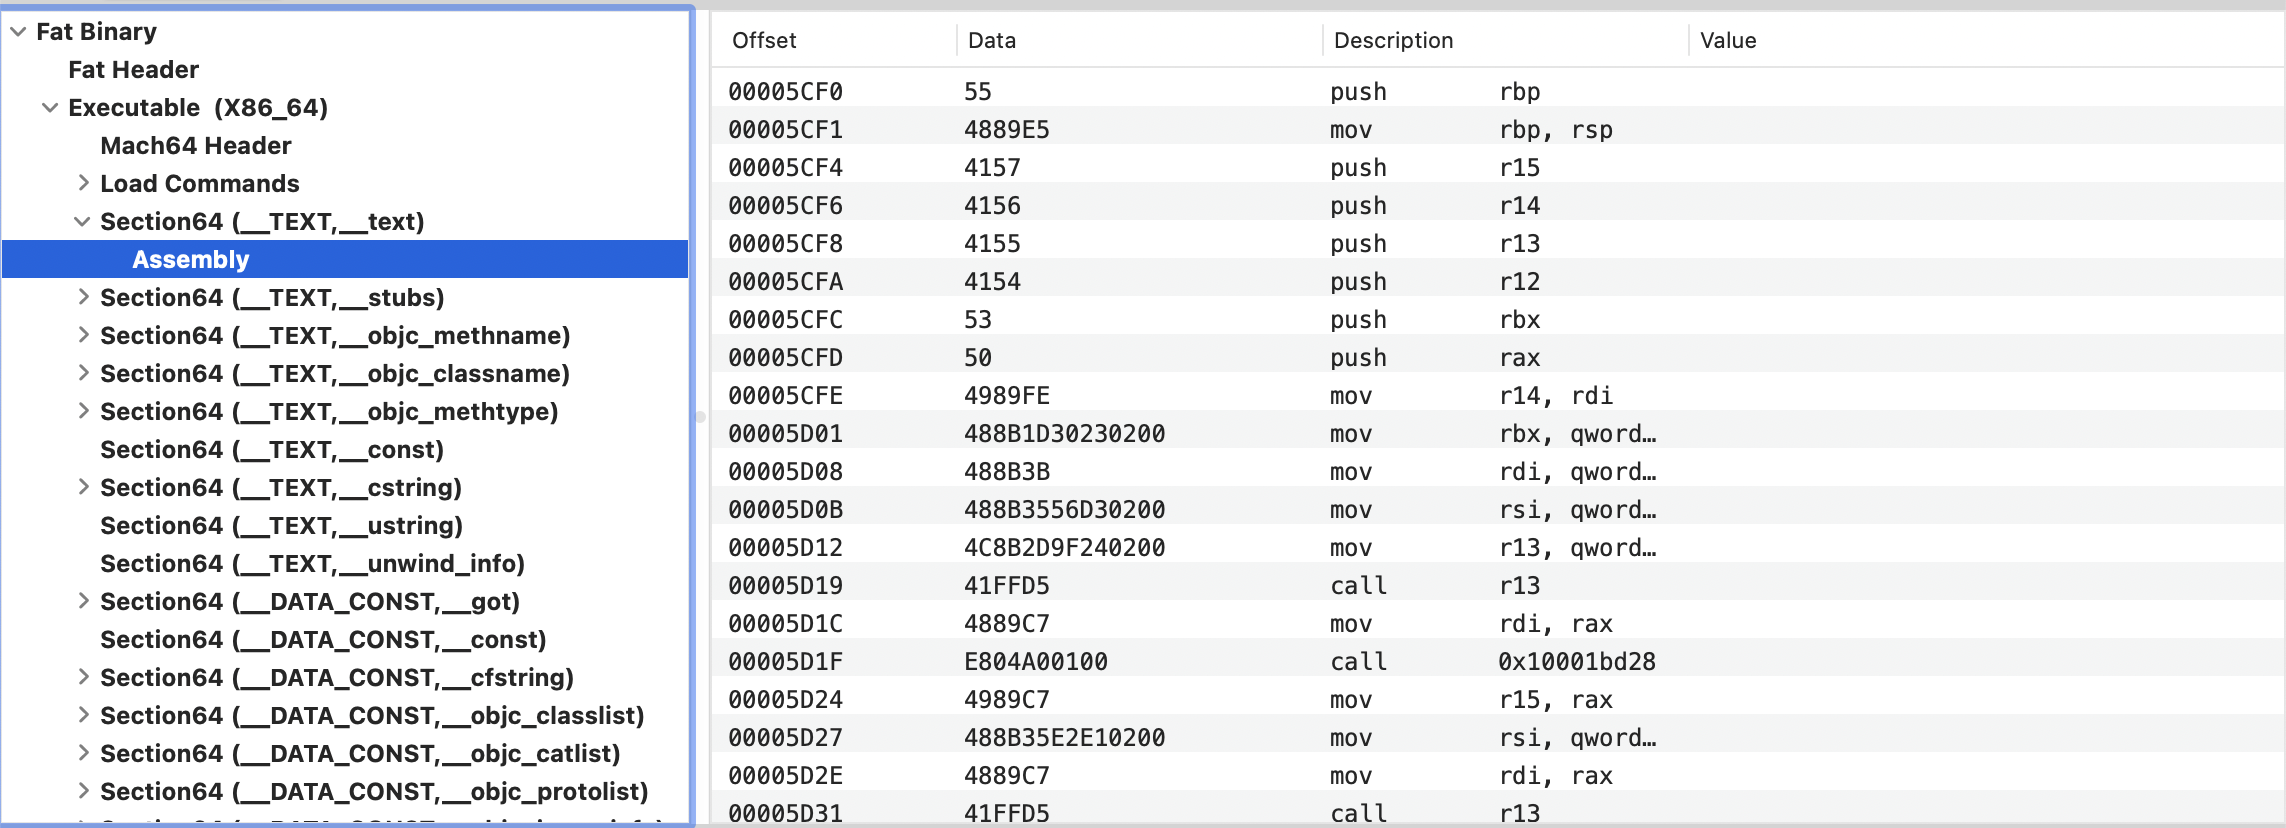 Fat Binary
Fat Header
Executable (X86_64)
Mach64 Header
Load Commands
Section64 (__TEXT,__text)
Assembly
Section64 (__TEXT,__stubs)
Section64 (__TEXT,__objc_methname)
Section64 (__TEXT,__objc_classname)
Section64 (__TEXT,__objc_methtype)
Section64 (__TEXT,__const)
Section64 (__TEXT,__cstring)
Section64 (__TEXT,__ustring)
Section64 (__TEXT,__unwind_info)
Section64 (__DATA_CONST,__got)
Section64 (__DATA_CONST,__const)
Section64 (__DATA_CONST,__cfstring)
Section64 (__DATA_CONST,__objc_classlist)
Section64 (__DATA_CONST,__objc_catlist)
Section64 (__DATA_CONST,__objc_protolist)
Offset Data Description Value
00005CF0 55 push rbp
00005CF1 4889E5 mov rbp, rsp
00005CF4 4157 push r15
00005CF6 4156 push r14
00005CF8 4155 push r13
00005CFA 4154 push r12
00005CFC 53 push rbx
00005CFD 50 push rax
00005CFE 4989FE mov r14, rdi
00005D01 488B1D30230200 mov rbx, qword…
00005D08 488B3B mov rdi, qword…
00005D0B 488B3556D30200 mov rsi, qword…
00005D12 4C8B2D9F240200 mov r13, qword…
00005D19 41FFD5 call r13
00005D1C 4889C7 mov rdi, rax
00005D1F E804A00100 call 0x10001bd28
00005D24 4989C7 mov r15, rax
00005D27 488B35E2E10200 mov rsi, qword…
00005D2E 4889C7 mov rdi, rax
00005D31 41FFD5 call r13